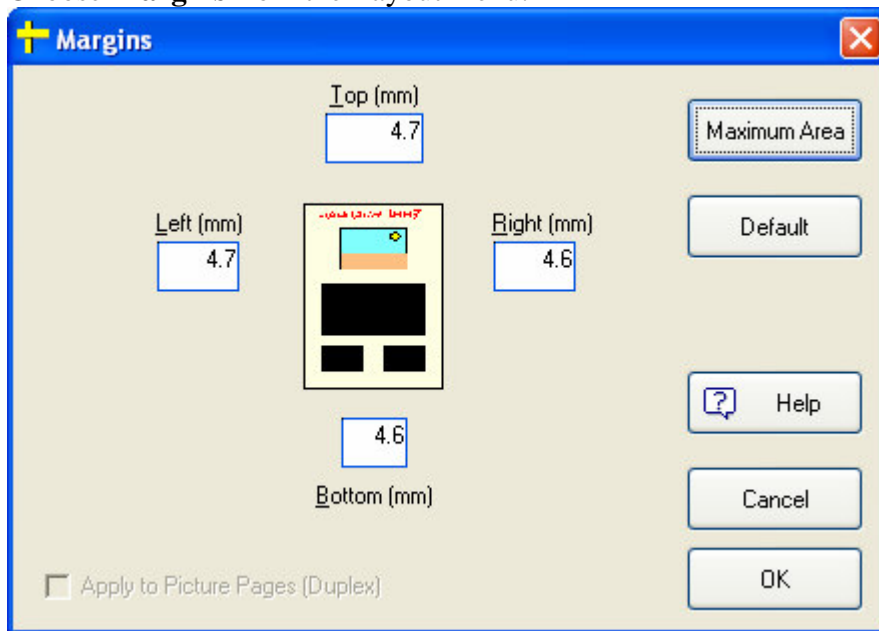 Margins
Top (mm)
4.7
Maximum Area
Left (mm)
4.7
Right (mm)
4.6
Default
Help
4.6
Bottom (mm)
Cancel
Apply to Picture Pages (Duplex)
OK